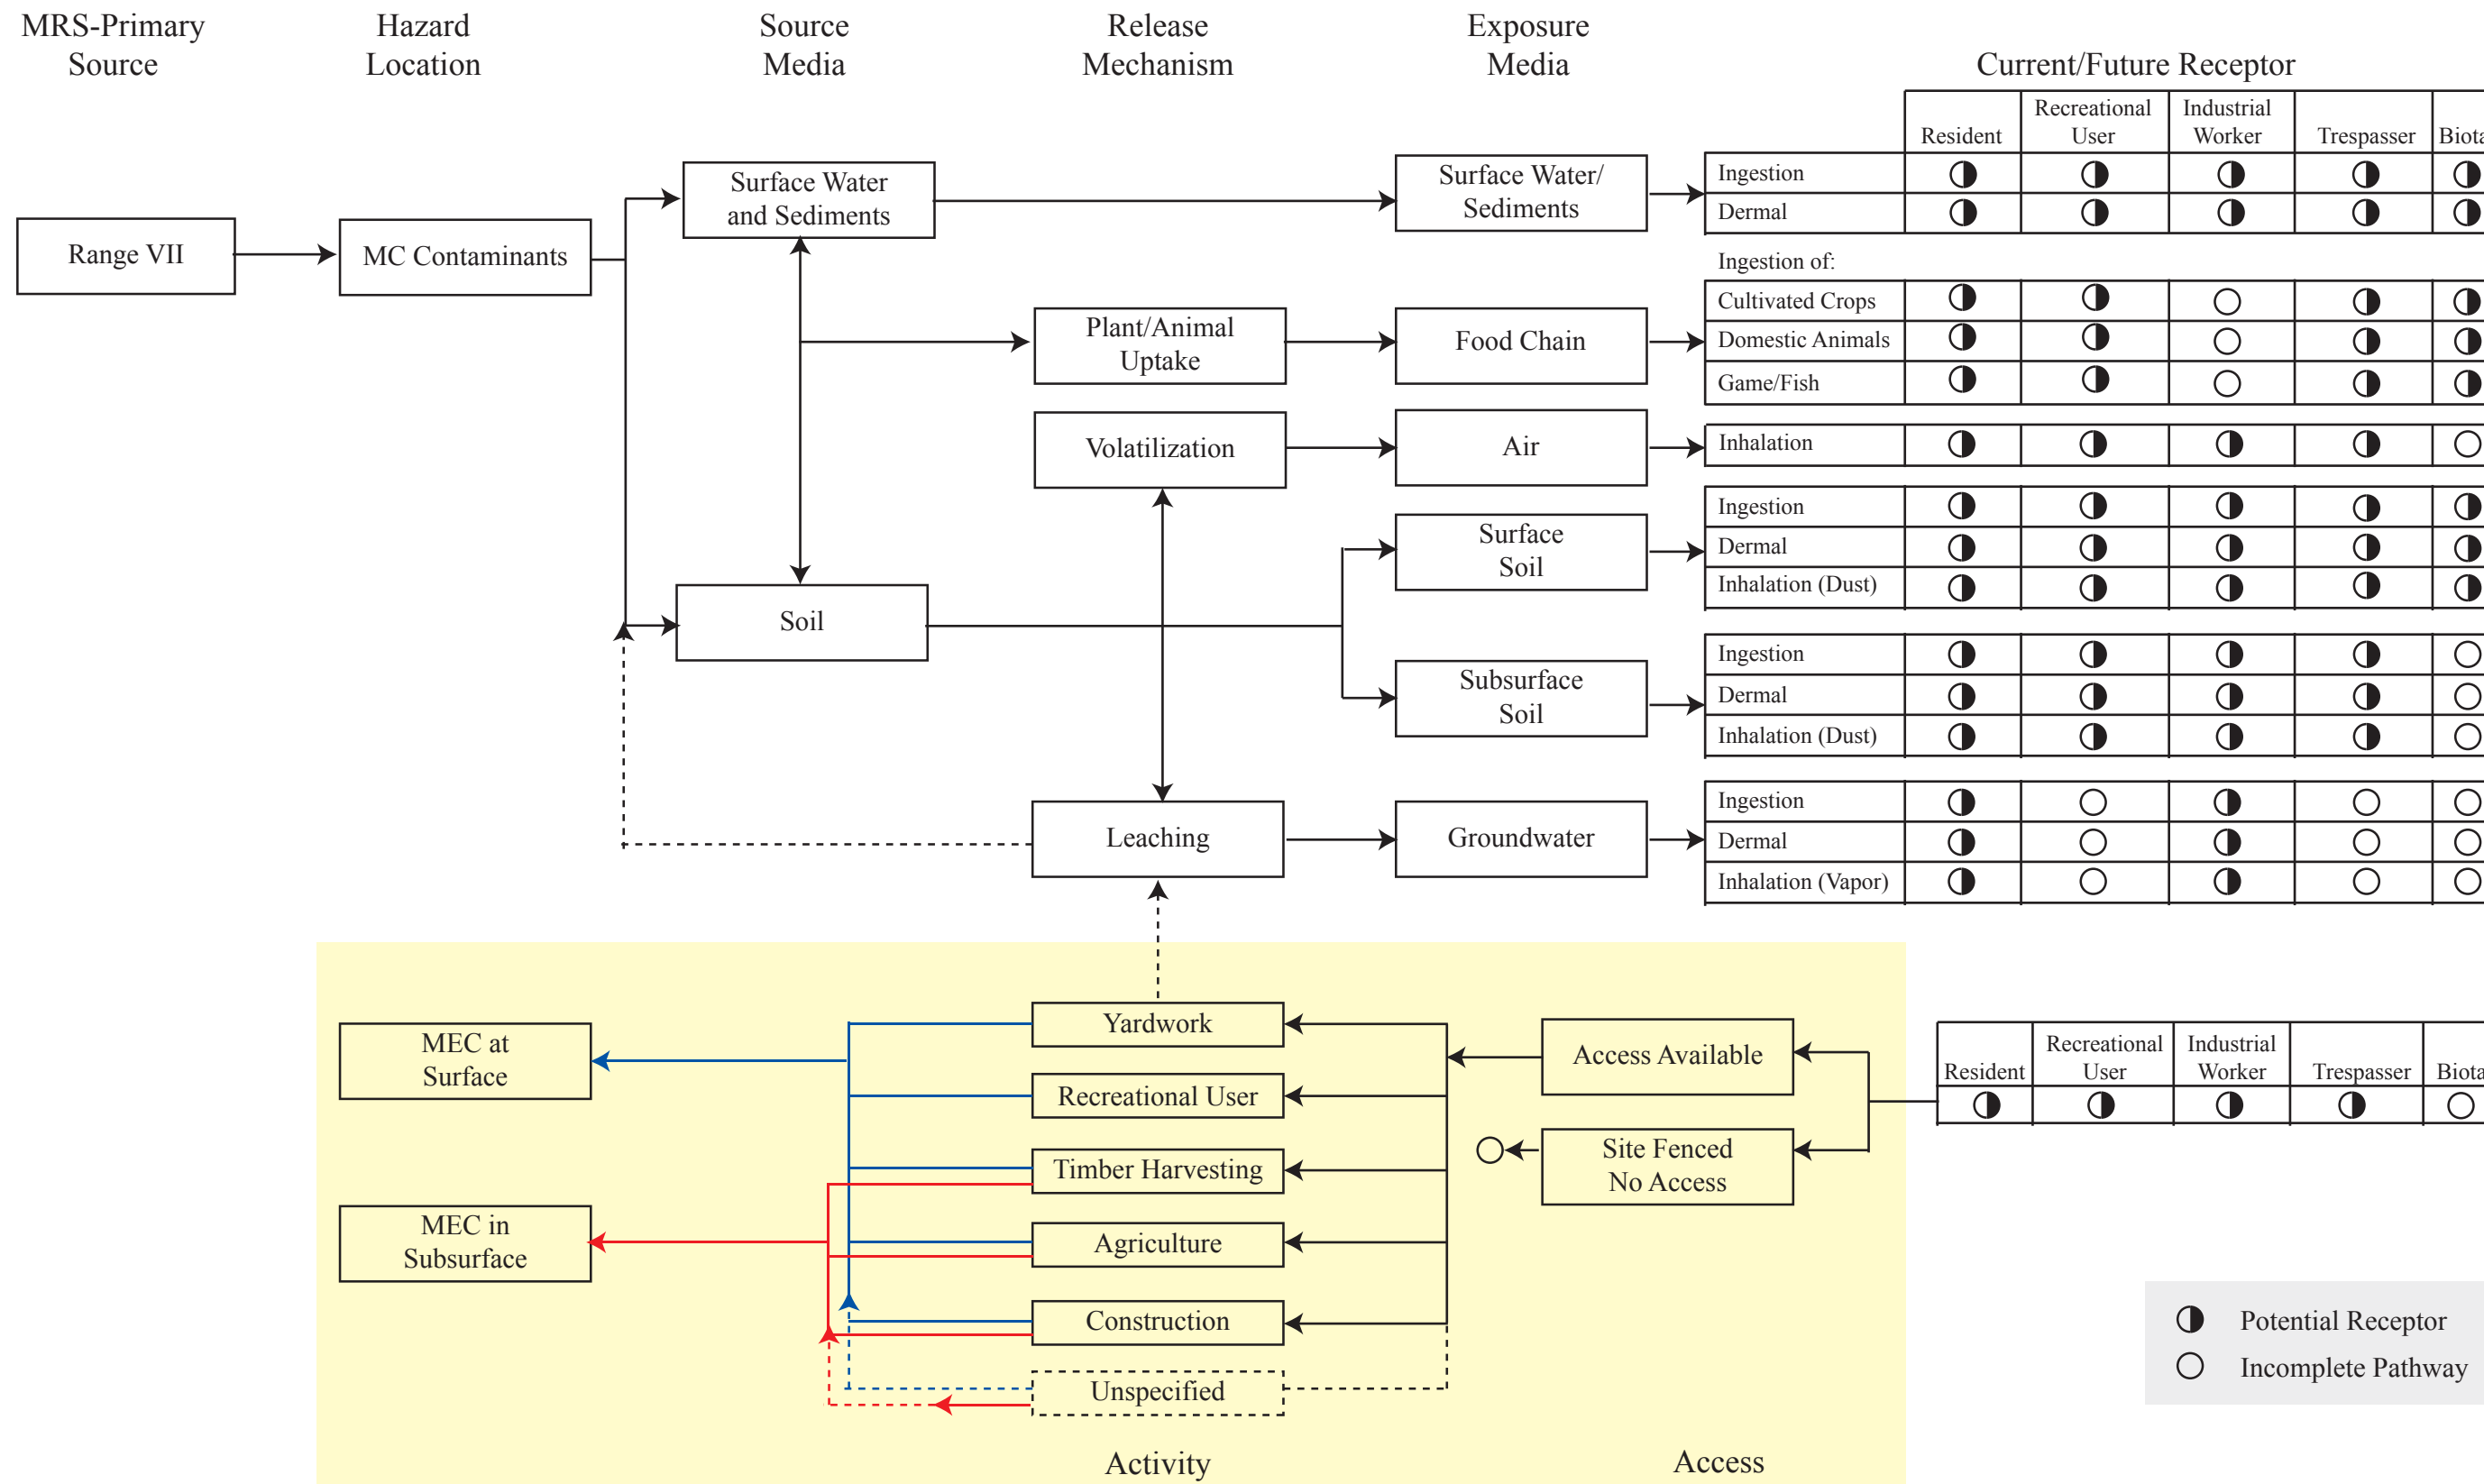 MRS-Primary
Source
Hazard
Location
Source
Media
Release
Mechanism
Exposure
Media
Current/Future Receptor
Resident
Recreational
User
Industrial
Worker
Trespasser
Biota
Range VII
MC Contaminants
Surface Water
and Sediments
Surface Water/
Sediments
Ingestion
Dermal
Ingestion of:
Plant/Animal
Uptake
Food Chain
Cultivated Crops
Domestic Animals
Game/Fish
Volatilization
Air
Inhalation
Soil
Surface
Soil
Ingestion
Dermal
Inhalation (Dust)
Subsurface
Soil
Ingestion
Dermal
Inhalation (Dust)
Leaching
Groundwater
Ingestion
Dermal
Inhalation (Vapor)
MEC at
Surface
MEC in
Subsurface
Yardwork
Recreational User
Timber Harvesting
Agriculture
Construction
Unspecified
Activity
Access Available
Site Fenced
No Access
Access
Resident
Recreational
User
Industrial
Worker
Trespasser
Biota
Potential Receptor
Incomplete Pathway